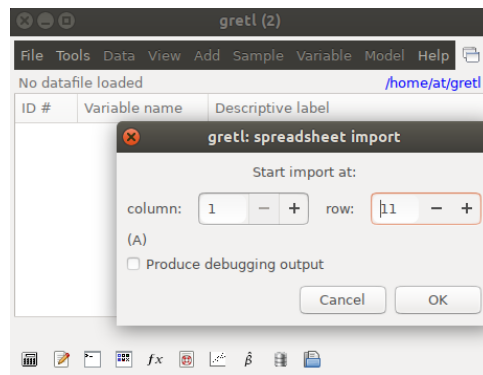 gretl (2)
File Tools Data View Add Sample Variable Model Help
No datafile loaded /home/at/gretl
ID # Variable name Descriptive label
gretl: spreadsheet import
Start import at:
column: 1 − + row: 11 − +
(A)
Produce debugging output
Cancel OK
fx β̂